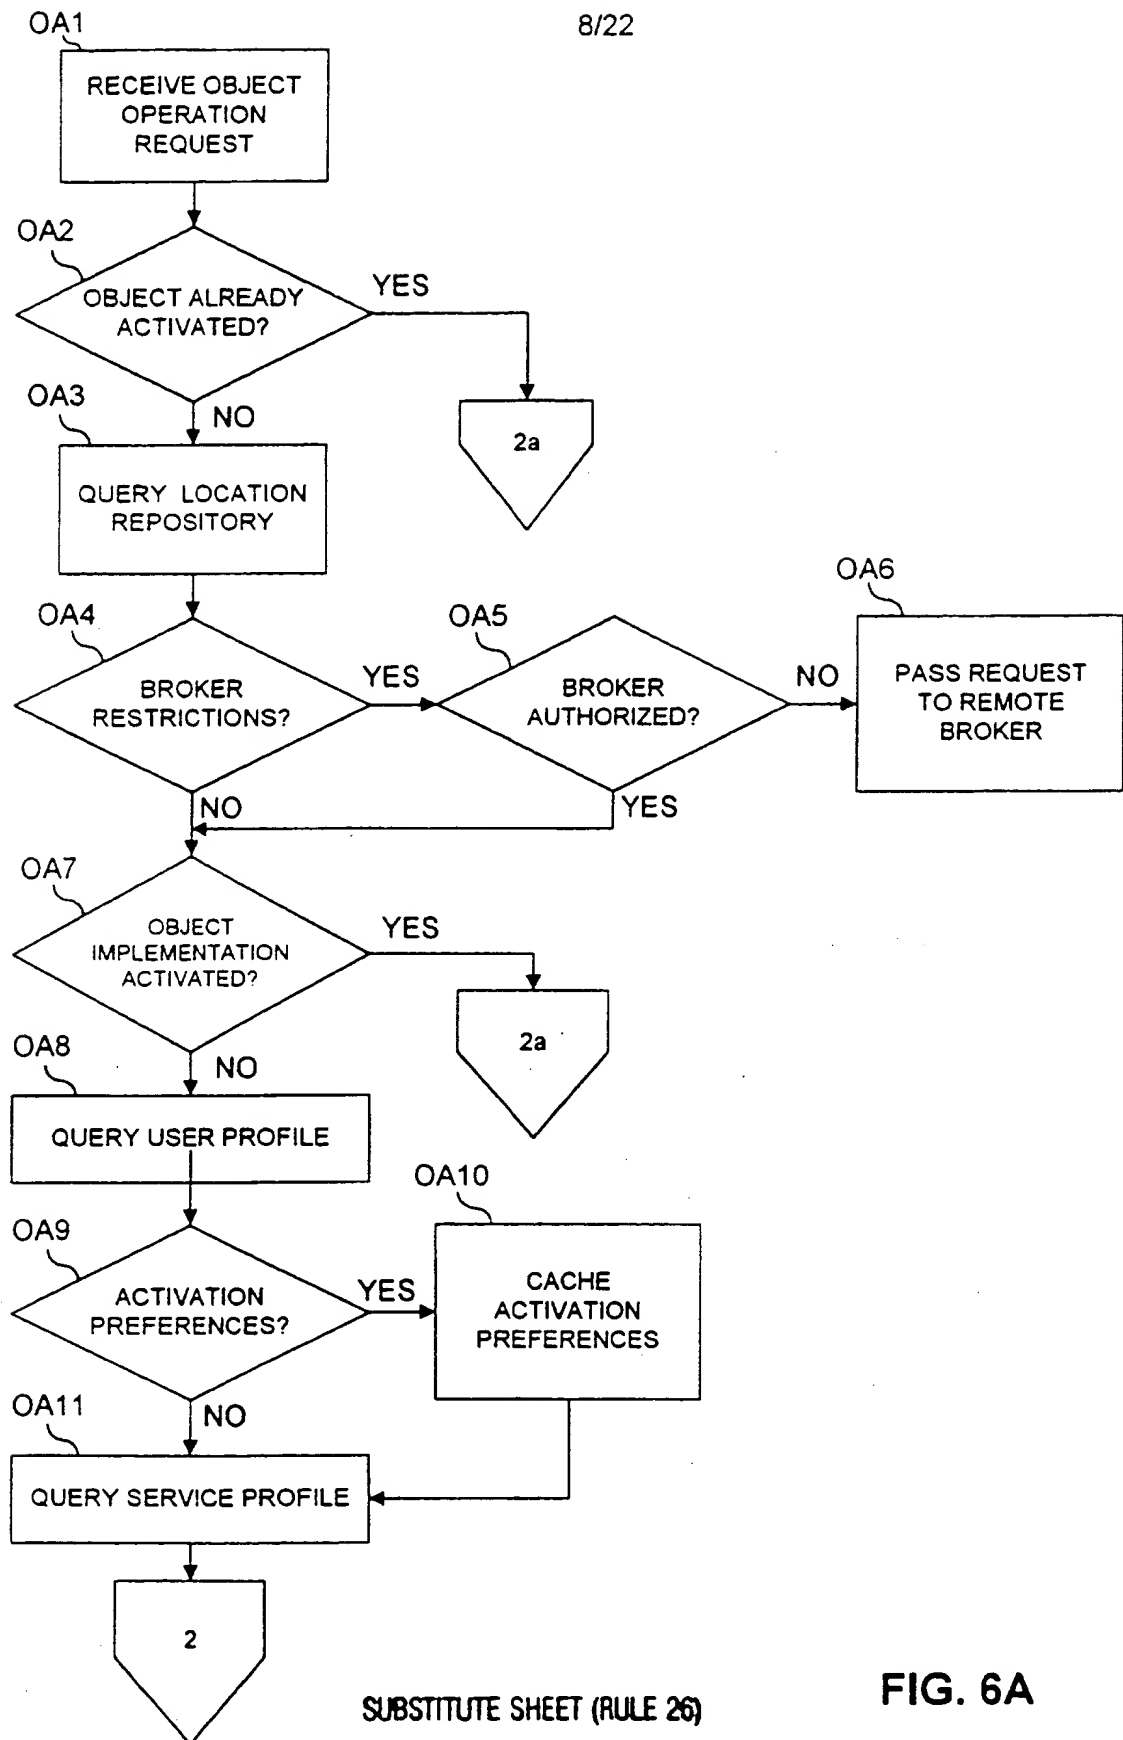 8/22
OA1
RECEIVE OBJECT
OPERATION
REQUEST
OA2
OBJECT ALREADY
ACTIVATED?
YES
2a
NO
OA3
QUERY LOCATION
REPOSITORY
OA4
BROKER
RESTRICTIONS?
YES
OA5
BROKER
AUTHORIZED?
NO
OA6
PASS REQUEST
TO REMOTE
BROKER
NO
YES
OA7
OBJECT
IMPLEMENTATION
ACTIVATED?
YES
2a
NO
OA8
QUERY USER PROFILE
OA9
ACTIVATION
PREFERENCES?
YES
OA10
CACHE
ACTIVATION
PREFERENCES
NO
OA11
QUERY SERVICE PROFILE
2
SUBSTITUTE SHEET (RULE 26)
FIG. 6A